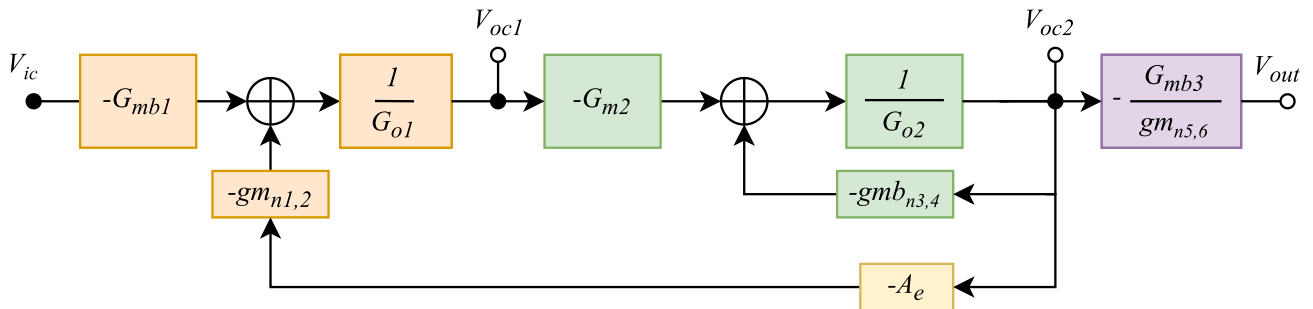 V_oc1 V_oc2
V_ic V_out
-G_mb1 1 -G_m2 1 - G_mb3
G_o1 G_o2 gm_n5,6
-gm_n1,2 -gmb_n3,4
-A_e